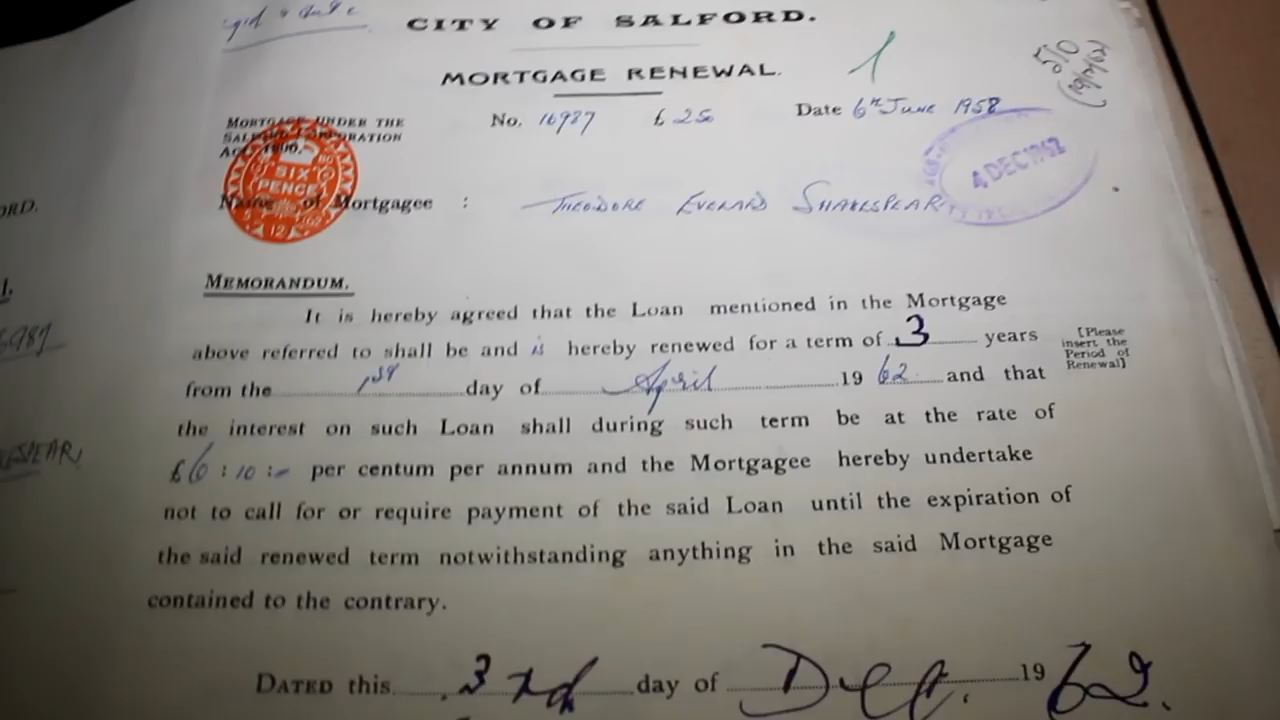 CITY OF SALFORD.
MORTGAGE RENEWAL.
1
MORTGAGE UNDER THE
SALFORD CORPORATION
ACT
No. 16987 £ 250 Date 6th June 1958
4 DEC 1962
SIX
PENCE
Name of Mortgagee : THEODORE EVERARD SHAKESPEAR
MEMORANDUM.
It is hereby agreed that the Loan mentioned in the Mortgage
above referred to shall be and is hereby renewed for a term of 3 years
[Please
insert the
Period of
Renewal]
from the 1st day of April 1962 and that
the interest on such Loan shall during such term be at the rate of
£6 : 10 : - per centum per annum and the Mortgagee hereby undertake
not to call for or require payment of the said Loan until the expiration of
the said renewed term notwithstanding anything in the said Mortgage
contained to the contrary.
DATED this 3rd day of Dec. 1962.
ORD.